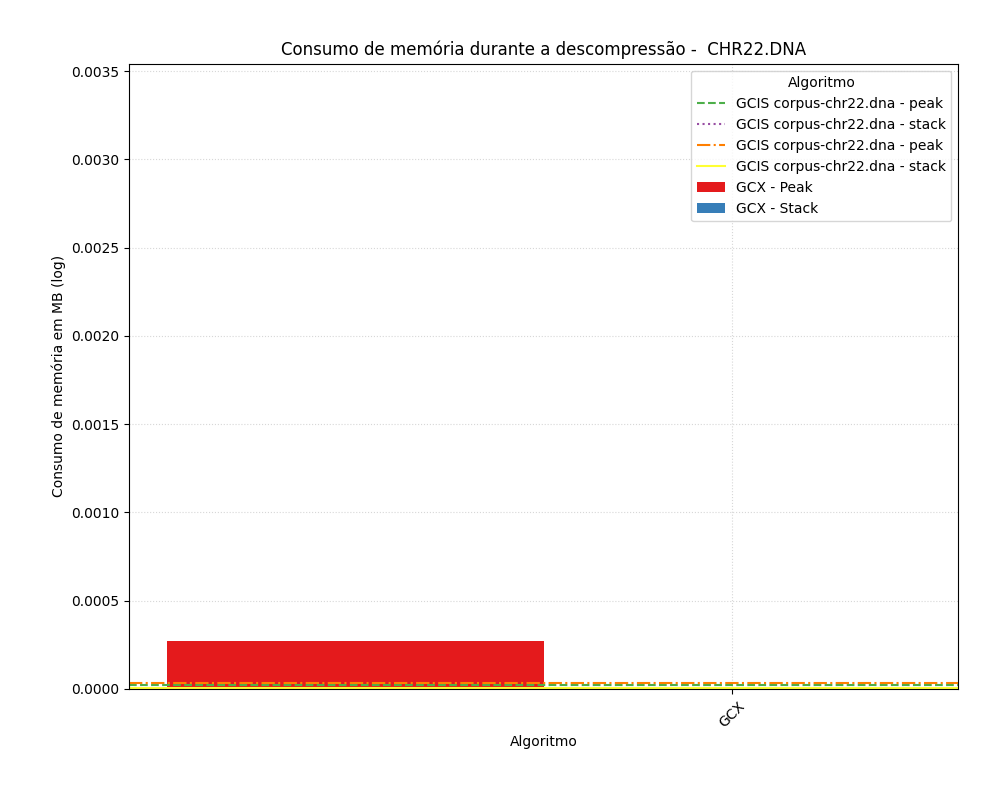 Consumo de memória durante a descompressão -  CHR22.DNA
Consumo de memória em MB (log)
0.0035
0.0030
0.0025
0.0020
0.0015
0.0010
0.0005
0.0000
Algoritmo
GCIS corpus-chr22.dna - peak
GCIS corpus-chr22.dna - stack
GCIS corpus-chr22.dna - peak
GCIS corpus-chr22.dna - stack
GCX - Peak
GCX - Stack
GCX
Algoritmo